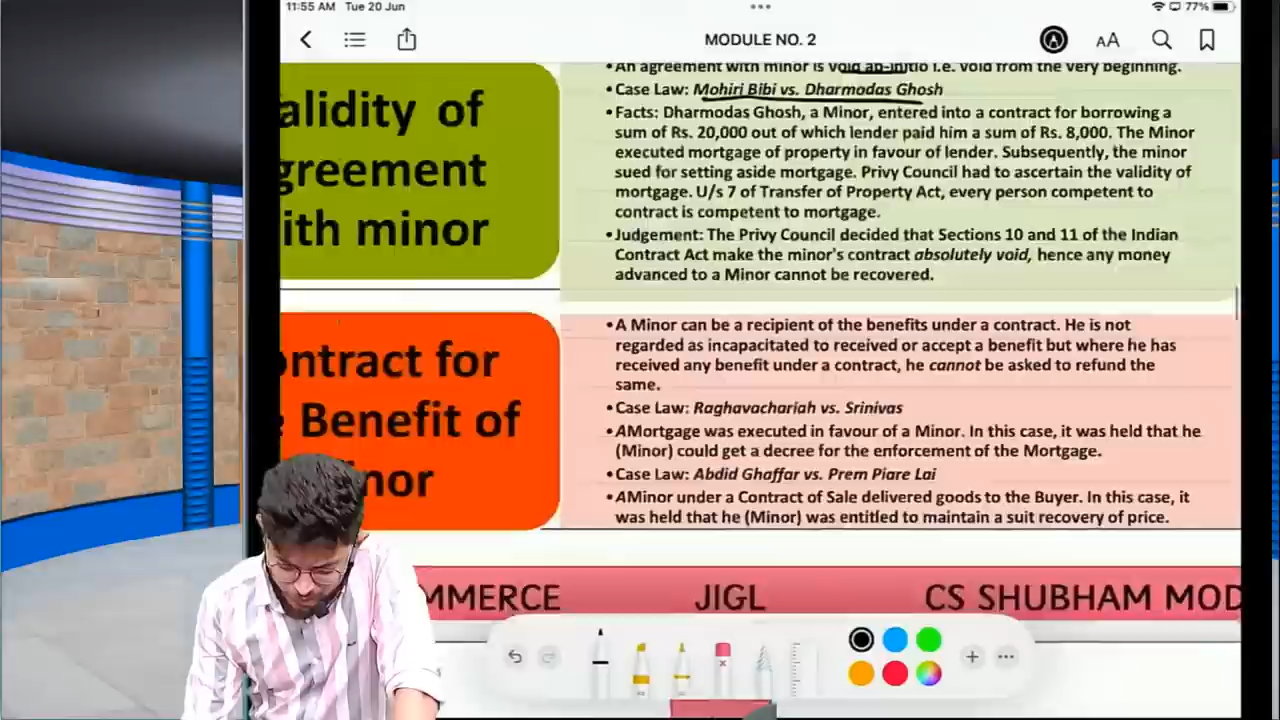 11:55 AM Tue 20 Jun
77%
MODULE NO. 2
AA
alidity of
greement
ith minor
•An agreement with minor is void ab-initio i.e. void from the very beginning.
•Case Law: Mohiri Bibi vs. Dharmodas Ghosh
•Facts: Dharmodas Ghosh, a Minor, entered into a contract for borrowing a
sum of Rs. 20,000 out of which lender paid him a sum of Rs. 8,000. The Minor
executed mortgage of property in favour of lender. Subsequently, the minor
sued for setting aside mortgage. Privy Council had to ascertain the validity of
mortgage. U/s 7 of Transfer of Property Act, every person competent to
contract is competent to mortgage.
•Judgement: The Privy Council decided that Sections 10 and 11 of the Indian
Contract Act make the minor's contract absolutely void, hence any money
advanced to a Minor cannot be recovered.
ontract for
e Benefit of
nor
•A Minor can be a recipient of the benefits under a contract. He is not
regarded as incapacitated to received or accept a benefit but where he has
received any benefit under a contract, he cannot be asked to refund the
same.
•Case Law: Raghavachariah vs. Srinivas
•AMortgage was executed in favour of a Minor. In this case, it was held that he
(Minor) could get a decree for the enforcement of the Mortgage.
•Case Law: Abdid Ghaffar vs. Prem Piare Lai
•AMinor under a Contract of Sale delivered goods to the Buyer. In this case, it
was held that he (Minor) was entitled to maintain a suit recovery of price.
MMERCE JIGL CS SHUBHAM MOD